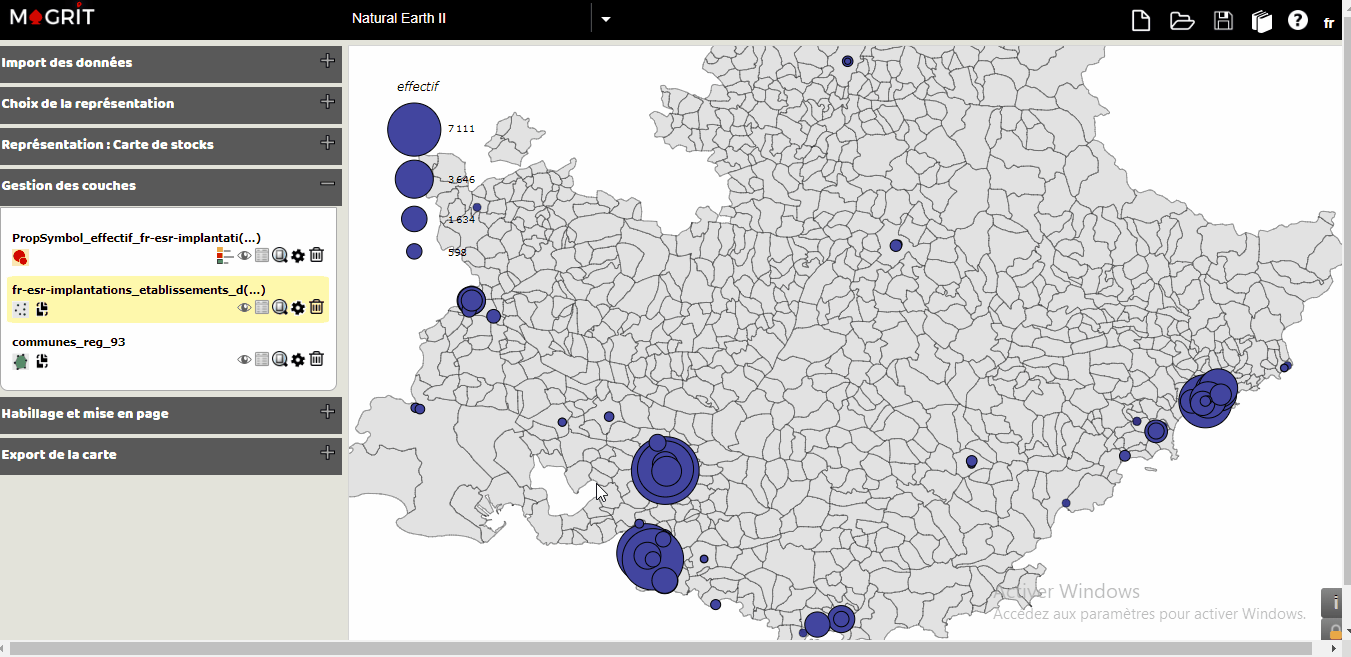 MAGRIT
Natural Earth II
fr
Import des données
Choix de la représentation
Représentation : Carte de stocks
Gestion des couches
PropSymbol_effectif_fr-esr-implantati(...)
fr-esr-implantations_etablissements_d(...)
communes_reg_93
Habillage et mise en page
Export de la carte
effectif
7 111
3 646
1 634
598
Activer Windows
Accédez aux paramètres pour activer Windows.
i